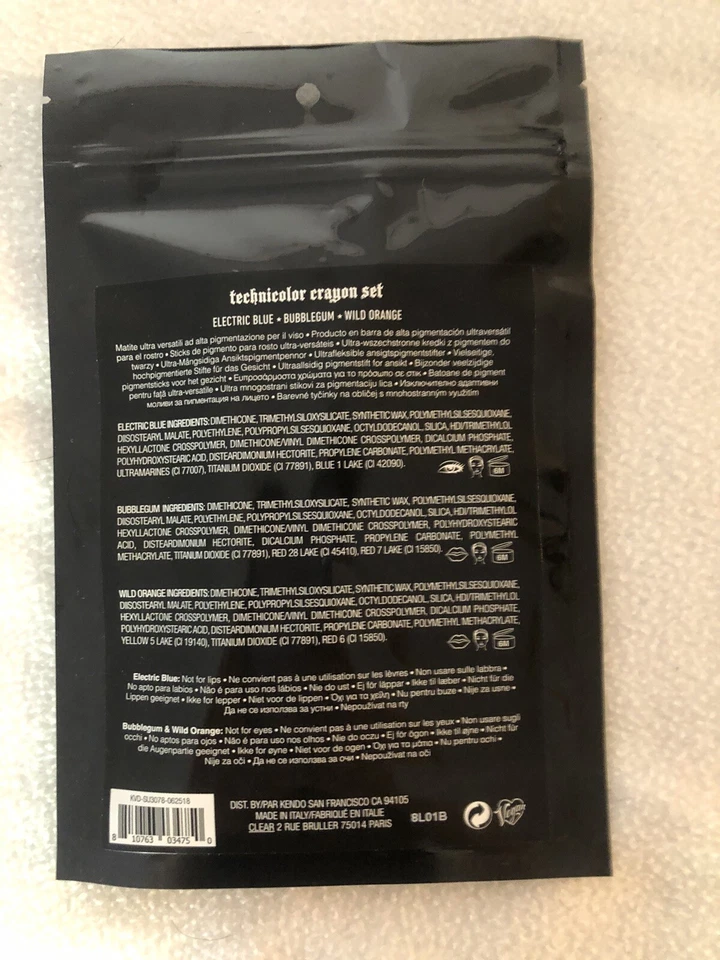 technicolor crayon set
ELECTRIC BLUE • BUBBLEGUM • WILD ORANGE
Matite ultra versatili ad alta pigmentazione per il viso • Producto en barra de alta pigmentación ultraversátil
para el rostro • Sticks de pigmento para rosto ultra-versáteis • Ultra-wszechstronne kredki z pigmentem do
twarzy • Ultra-Mångsidiga Ansiktspigmentpennor • Ultrafleksible ansigtspigmentstifter • Vielseitige,
hochpigmentierte Stifte für das Gesicht • Ultraallsidig pigmentstift for ansikt • Bijzonder veelzijdige
pigmentsticks voor het gezicht • Ευπροσάρμοστα χρώματα για το πρόσωπο σε στικ • Batoane de pigment
pentru față ultra-versatile • Ultra mnogostrani stikovi za pigmentaciju lica • Изключително адаптивни
моливи за пигментация на лицето • Barevné tyčinky na obličej s mnohostranným využitím
ELECTRIC BLUE INGREDIENTS: DIMETHICONE, TRIMETHYLSILOXYSILICATE, SYNTHETIC WAX, POLYMETHYLSILSESQUIOXANE,
DIISOSTEARYL MALATE, POLYETHYLENE, POLYPROPYLSILSESQUIOXANE, OCTYLDODECANOL, SILICA, HDI/TRIMETHYLOL
HEXYLLACTONE CROSSPOLYMER, DIMETHICONE/VINYL DIMETHICONE CROSSPOLYMER, DICALCIUM PHOSPHATE,
POLYHYDROXYSTEARIC ACID, DISTEARDIMONIUM HECTORITE, PROPYLENE CARBONATE, POLYMETHYL METHACRYLATE,
ULTRAMARINES (CI 77007), TITANIUM DIOXIDE (CI 77891), BLUE 1 LAKE (CI 42090).
6M
BUBBLEGUM INGREDIENTS: DIMETHICONE, TRIMETHYLSILOXYSILICATE, SYNTHETIC WAX, POLYMETHYLSILSESQUIOXANE,
DIISOSTEARYL MALATE, POLYETHYLENE, POLYPROPYLSILSESQUIOXANE, OCTYLDODECANOL, SILICA, HDI/TRIMETHYLOL
HEXYLLACTONE CROSSPOLYMER, DIMETHICONE/VINYL DIMETHICONE CROSSPOLYMER, POLYHYDROXYSTEARIC
ACID, DISTEARDIMONIUM HECTORITE, DICALCIUM PHOSPHATE, PROPYLENE CARBONATE, POLYMETHYL
METHACRYLATE, TITANIUM DIOXIDE (CI 77891), RED 28 LAKE (CI 45410), RED 7 LAKE (CI 15850).
6M
WILD ORANGE INGREDIENTS: DIMETHICONE, TRIMETHYLSILOXYSILICATE, SYNTHETIC WAX, POLYMETHYLSILSESQUIOXANE,
DIISOSTEARYL MALATE, POLYETHYLENE, POLYPROPYLSILSESQUIOXANE, OCTYLDODECANOL, SILICA, HDI/TRIMETHYLOL
HEXYLLACTONE CROSSPOLYMER, DIMETHICONE/VINYL DIMETHICONE CROSSPOLYMER, DICALCIUM PHOSPHATE,
POLYHYDROXYSTEARIC ACID, DISTEARDIMONIUM HECTORITE, PROPYLENE CARBONATE, POLYMETHYL METHACRYLATE,
YELLOW 5 LAKE (CI 19140), TITANIUM DIOXIDE (CI 77891), RED 6 (CI 15850).
6M
Electric Blue: Not for lips • Ne convient pas à une utilisation sur les lèvres • Non usare sulle labbra •
No apto para labios • Não é para uso nos lábios • Nie do ust • Ej för läppar • Ikke til læber • Nicht für die
Lippen geeignet • Ikke for lepper • Niet voor de lippen • Όχι για τα χείλη • Nu pentru buze • Nije za usne •
Да не се използва за устни • Nepoužívat na rty
Bubblegum & Wild Orange: Not for eyes • Ne convient pas à une utilisation sur les yeux • Non usare sugli
occhi • No aptos para ojos • Não é para uso nos olhos • Nie do oczu • Ej för ögon • Ikke til øjne • Nicht für
die Augenpartie geeignet • Ikke for øyne • Niet voor de ogen • Όχι για τα μάτια • Nu pentru ochi •
Nije za oči • Да не се използва за очи • Nepoužívat na oči
KVD-SU3078-062518
8 10763 03475 0
DIST. BY/PAR KENDO SAN FRANCISCO CA 94105
MADE IN ITALY/FABRIQUÉ EN ITALIE
CLEAR 2 RUE BRULLER 75014 PARIS
8L01B
Vegan